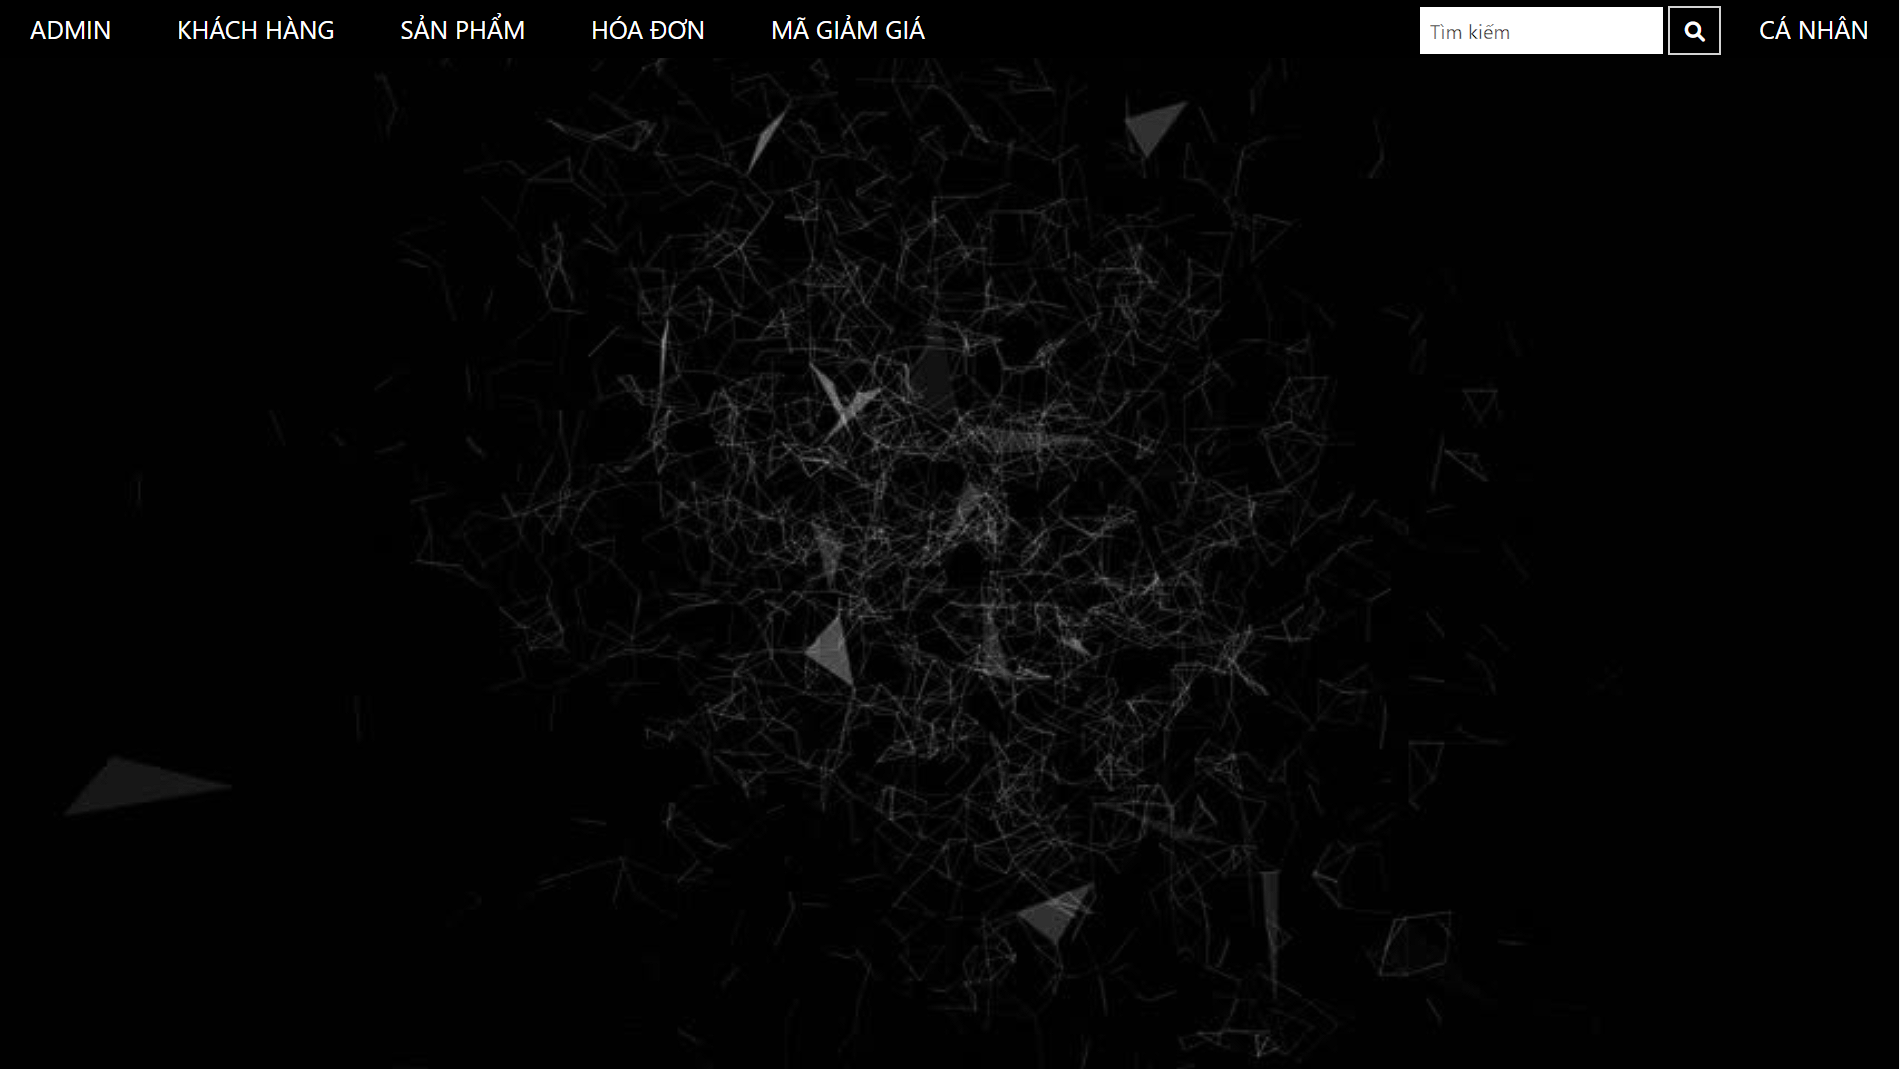 ADMIN KHÁCH HÀNG SẢN PHẨM HÓA ĐƠN MÃ GIẢM GIÁ Tìm kiếm CÁ NHÂN